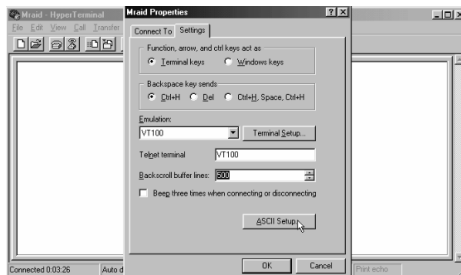 Mraid - HyperTerminal
File Edit View Call Transfer
Mraid Properties
Connect To Settings
Function, arrow, and ctrl keys act as
Terminal keys Windows keys
Backspace key sends
Ctrl+H Del Ctrl+H, Space, Ctrl+H
Emulation:
VT100 Terminal Setup...
Telnet terminal VT100
Backscroll buffer lines: 500
Beep three times when connecting or disconnecting
ASCII Setup...
OK Cancel
Connected 0:03:26 Auto d Print echo